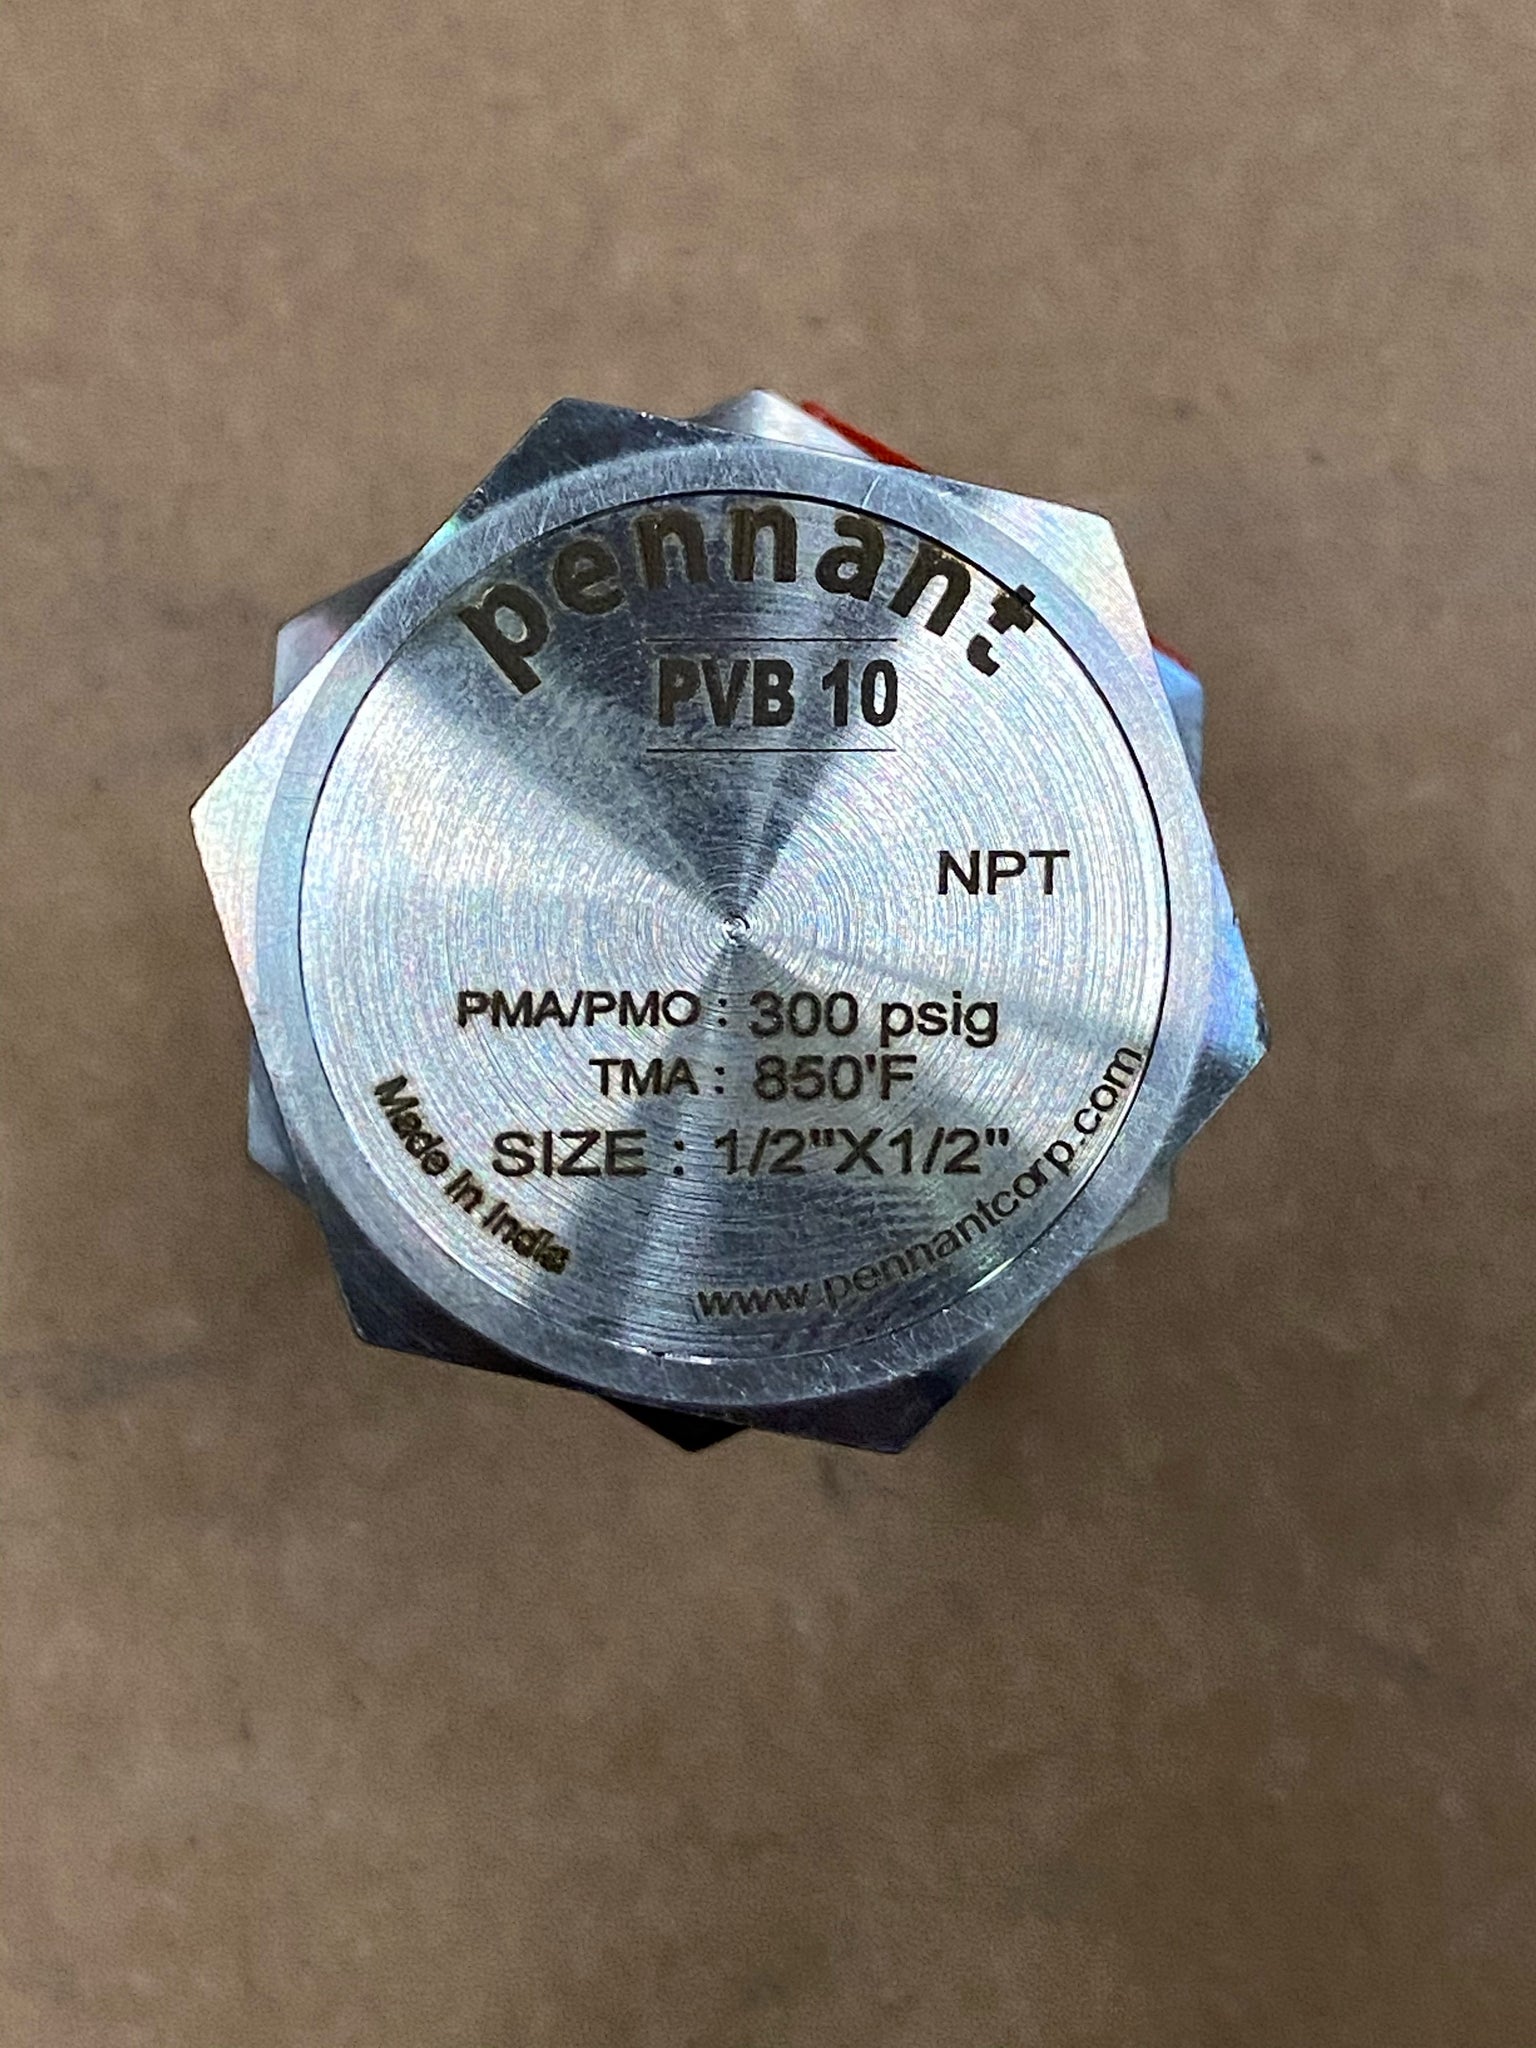 pennant
PVB 10
NPT
PMA/PMO : 300 psig
TMA : 850'F
SIZE : 1/2"X1/2"
Made In India
www.pennantcorp.com